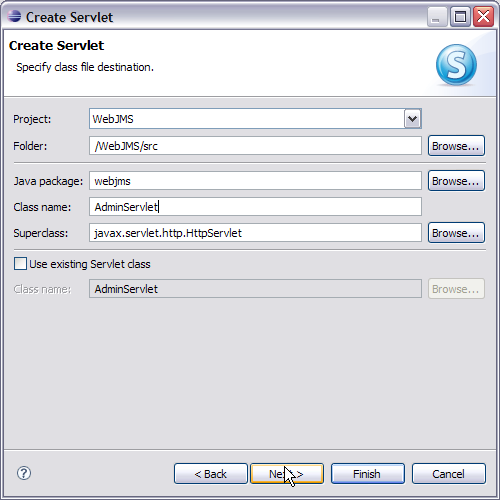 Create Servlet
Create Servlet
Specify class file destination.
S
Project: WebJMS
Folder: /WebJMS/src Browse...
Java package: webjms Browse...
Class name: AdminServlet
Superclass: javax.servlet.http.HttpServlet Browse...
Use existing Servlet class
Class name: AdminServlet Browse...
? < Back Next > Finish Cancel